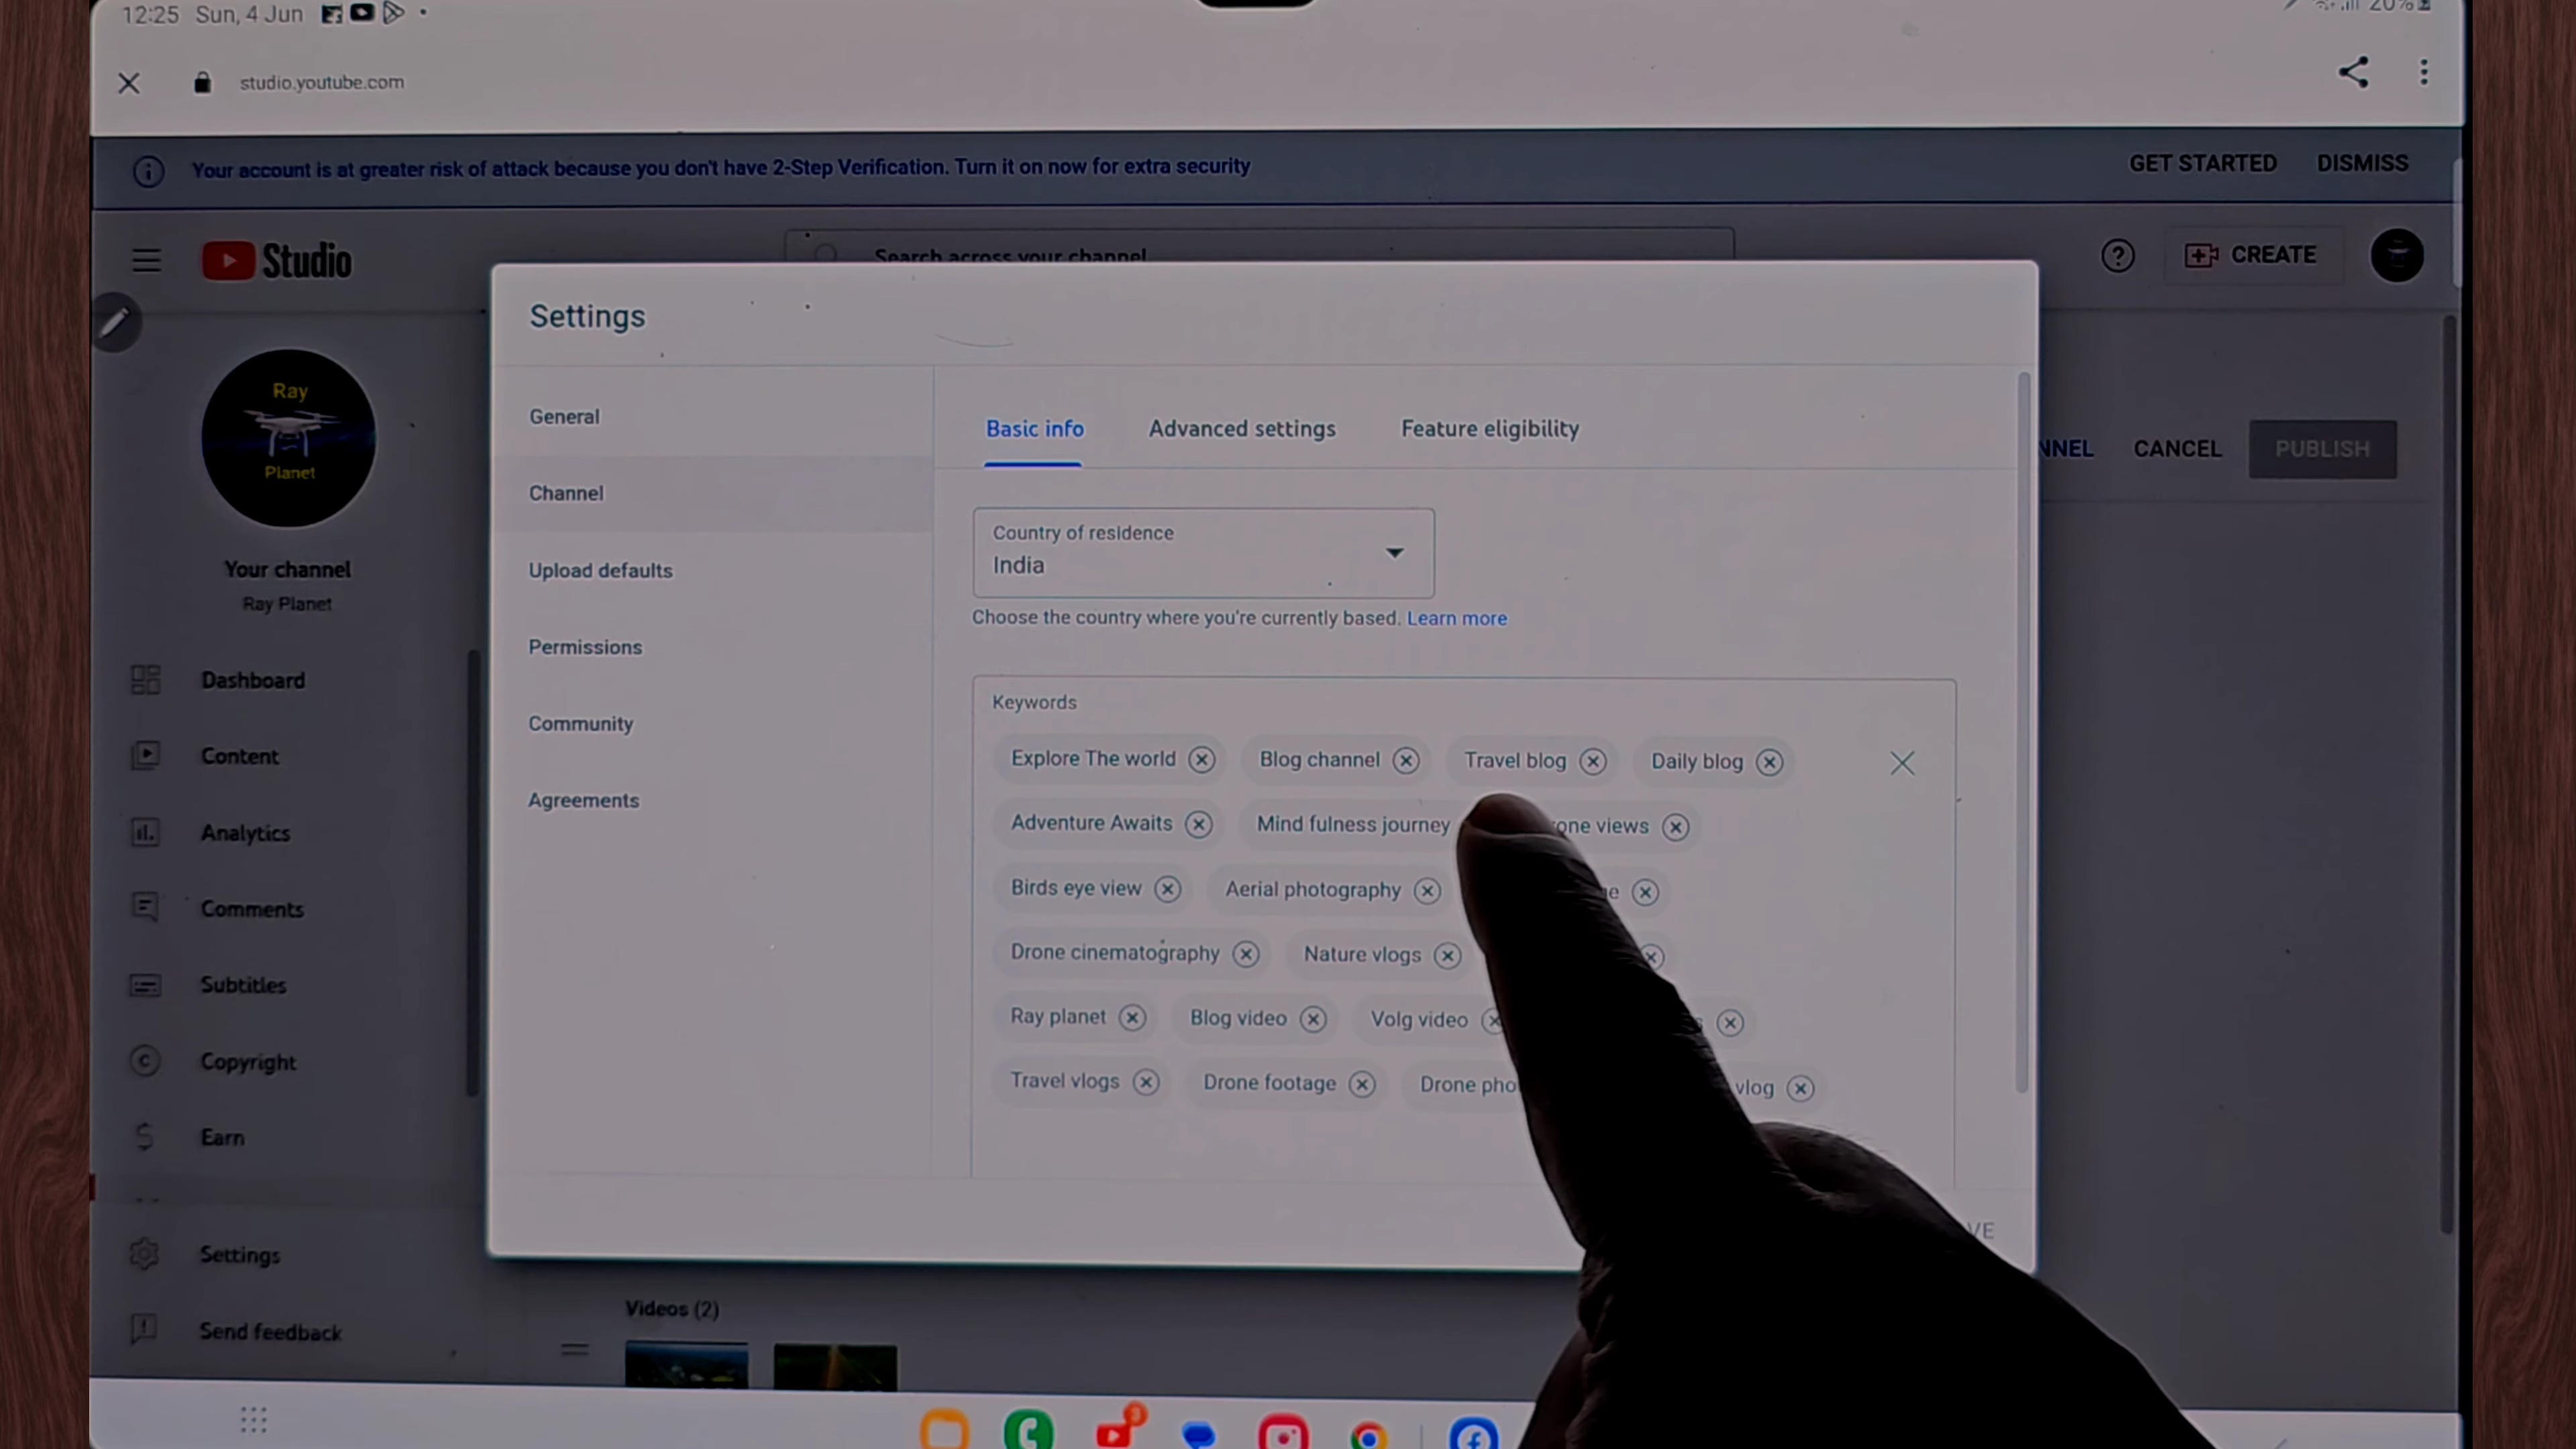 12:25 Sun, 4 Jun
20%
studio.youtube.com
Your account is at greater risk of attack because you don't have 2-Step Verification. Turn it on now for extra security
GET STARTED DISMISS
Studio
Search across your channel
CREATE
Settings
Ray
Planet
Your channel
Ray Planet
Dashboard
Content
Analytics
Comments
Subtitles
Copyright
Earn
Settings
Send feedback
General
Channel
Upload defaults
Permissions
Community
Agreements
Basic info Advanced settings Feature eligibility
CANCEL PUBLISH
Country of residence
India
Choose the country where you're currently based. Learn more
Keywords
Explore The world Blog channel Travel blog Daily blog
Adventure Awaits Mind fulness journey views
Birds eye view Aerial photography
Drone cinematography Nature vlogs
Ray planet Blog video Volg video
Travel vlogs Drone footage Drone vlog
Videos (2)
3